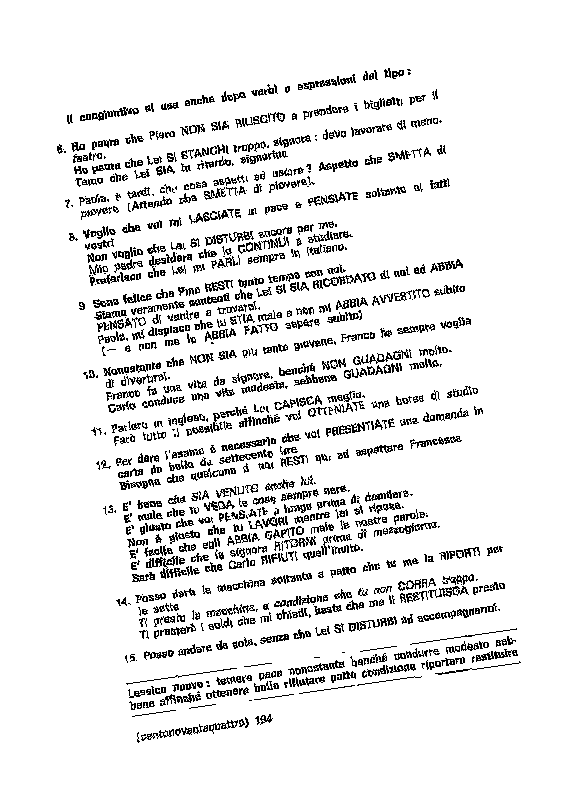 Il congiuntivo si usa anche dopo verbi o espressioni del tipo:
6. Ho paura che Piero NON SIA RIUSCITO a prendere i biglietti per il
teatro.
Ho paura che Lei SI STANCHI troppo, signora: deve lavorare di meno.
Temo che Lei SIA in ritardo, signorina
7. Paola, è tardi, che cosa aspetti ad uscire? Aspetto che SMETTA di
piovere (Attendo che SMETTA di piovere).
8. Voglio che voi mi LASCIATE in pace e PENSIATE soltanto ai fatti
vostri
Non voglio che Lei SI DISTURBI ancora per me.
Mio padre desidera che io CONTINUI a studiare.
Preferisco che Lei mi PARLI sempre in italiano.
9 Sono felice che Pino RESTI tanto tempo con noi.
Siamo veramente contenti che Lei SI SIA RICORDATO di noi ed ABBIA
PENSATO di venire a trovarci.
Paola, mi dispiace che tu STIA male e non mi ABBIA AVVERTITO subito
(— e non me lo ABBIA FATTO sapere subito)
10. Nonostante che NON SIA più tanto giovane, Franco ha sempre voglia
di divertirsi.
Franco fa una vita da signore, benché NON GUADAGNI molto.
Carlo conduce una vita modesta, sebbene GUADAGNI molto.
11. Parlerò in inglese, perché Lei CAPISCA meglio.
Farò tutto il possibile affinché voi OTTENIATE una borsa di studio
12. Per dare l'esame è necessario che voi PRESENTIATE una domanda in
carta da bollo da settecento lire
Bisogna che qualcuno di noi RESTI qui ad aspettare Francesca
13. E' bene che SIA VENUTO anche lui.
E' male che tu VEDA le cose sempre nere.
E' giusto che voi PENSIATE a lungo prima di decidere.
Non è giusto che tu LAVORI mentre lei si riposa.
E' facile che egli ABBIA CAPITO male le nostre parole.
E' difficile che la signora RITORNI prima di mezzogiorno.
Sarà difficile che Carlo RIFIUTI quell'invito.
14. Posso darti la macchina soltanto a patto che tu me la RIPORTI per
le sette
Ti presto la macchina, a condizione che tu non CORRA troppo.
Ti presterò i soldi che mi chiedi, basta che me li RESTITUISCA presto
15. Posso andare da sola, senza che Lei SI DISTURBI ad accompagnarmi.
Lessico nuovo: temere pace nonostante benché condurre modesto seb-
bene affinché ottenere bollo rifiutare patto condizione riportare restituire
(centonovantaquattro) 194